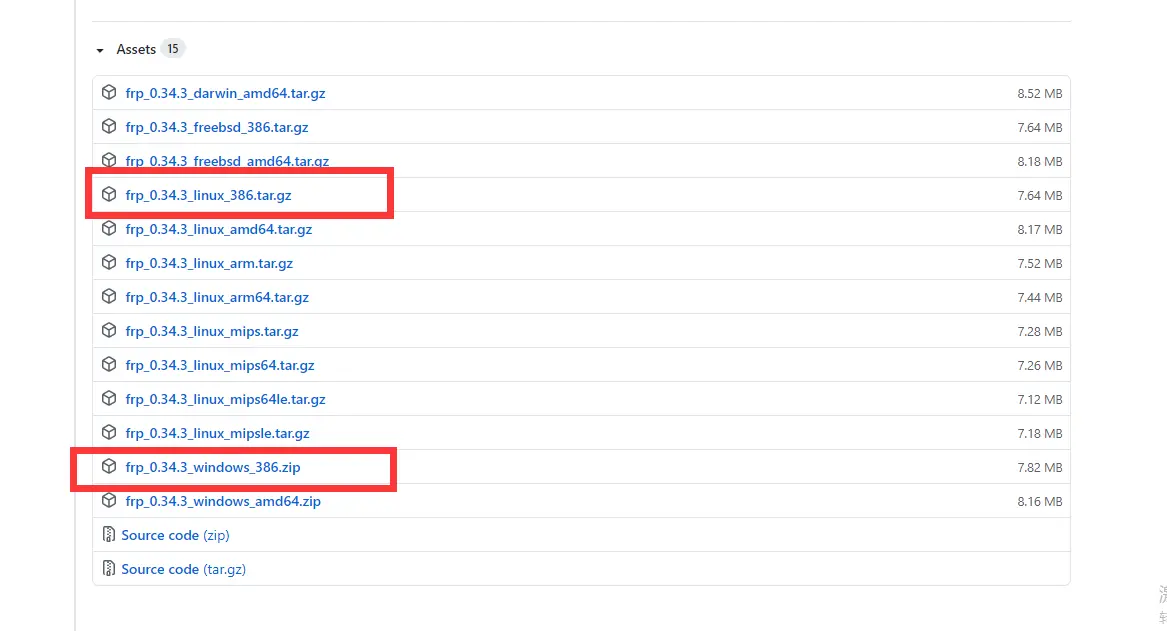 Assets 15
frp_0.34.3_darwin_amd64.tar.gz 8.52 MB
frp_0.34.3_freebsd_386.tar.gz 7.64 MB
frp_0.34.3_freebsd_amd64.tar.gz 8.18 MB
frp_0.34.3_linux_386.tar.gz 7.64 MB
frp_0.34.3_linux_amd64.tar.gz 8.17 MB
frp_0.34.3_linux_arm.tar.gz 7.52 MB
frp_0.34.3_linux_arm64.tar.gz 7.44 MB
frp_0.34.3_linux_mips.tar.gz 7.28 MB
frp_0.34.3_linux_mips64.tar.gz 7.26 MB
frp_0.34.3_linux_mips64le.tar.gz 7.12 MB
frp_0.34.3_linux_mipsle.tar.gz 7.18 MB
frp_0.34.3_windows_386.zip 7.82 MB
frp_0.34.3_windows_amd64.zip 8.16 MB
Source code (zip)
Source code (tar.gz)